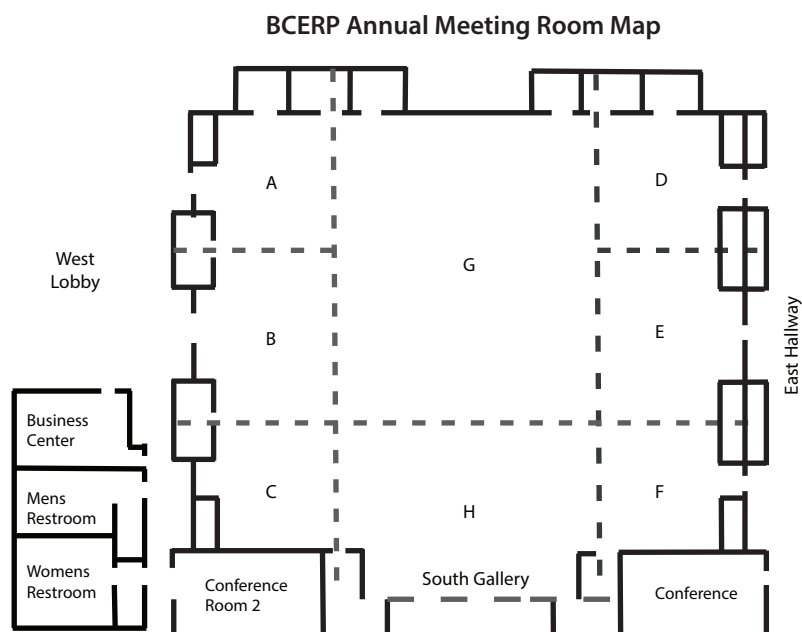 BCERP Annual Meeting Room Map
A
D
West
Lobby
G
B
E
East Hallway
Business
Center
C
H
F
Mens
Restroom
Womens
Restroom
Conference
Room 2
South Gallery
Conference